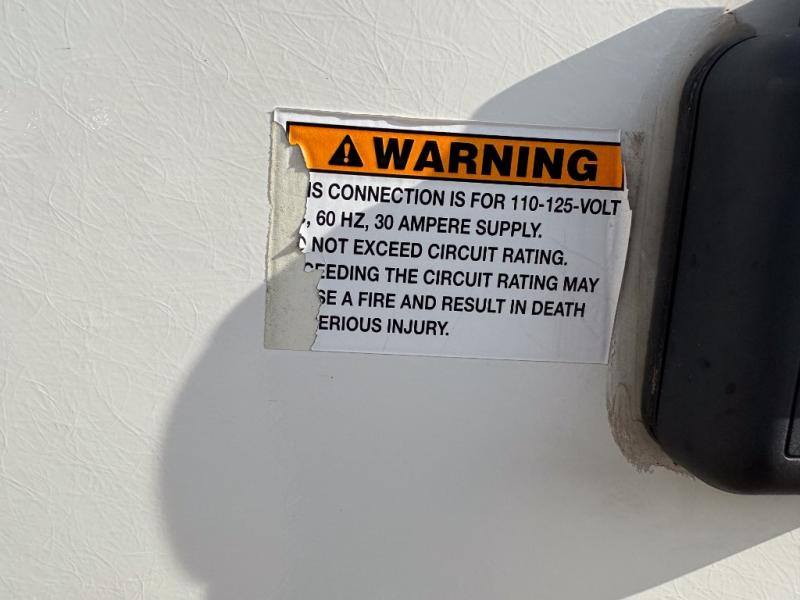 WARNING
IS CONNECTION IS FOR 110-125-VOLT
, 60 HZ, 30 AMPERE SUPPLY.
NOT EXCEED CIRCUIT RATING.
EEDING THE CIRCUIT RATING MAY
SE A FIRE AND RESULT IN DEATH
ERIOUS INJURY.